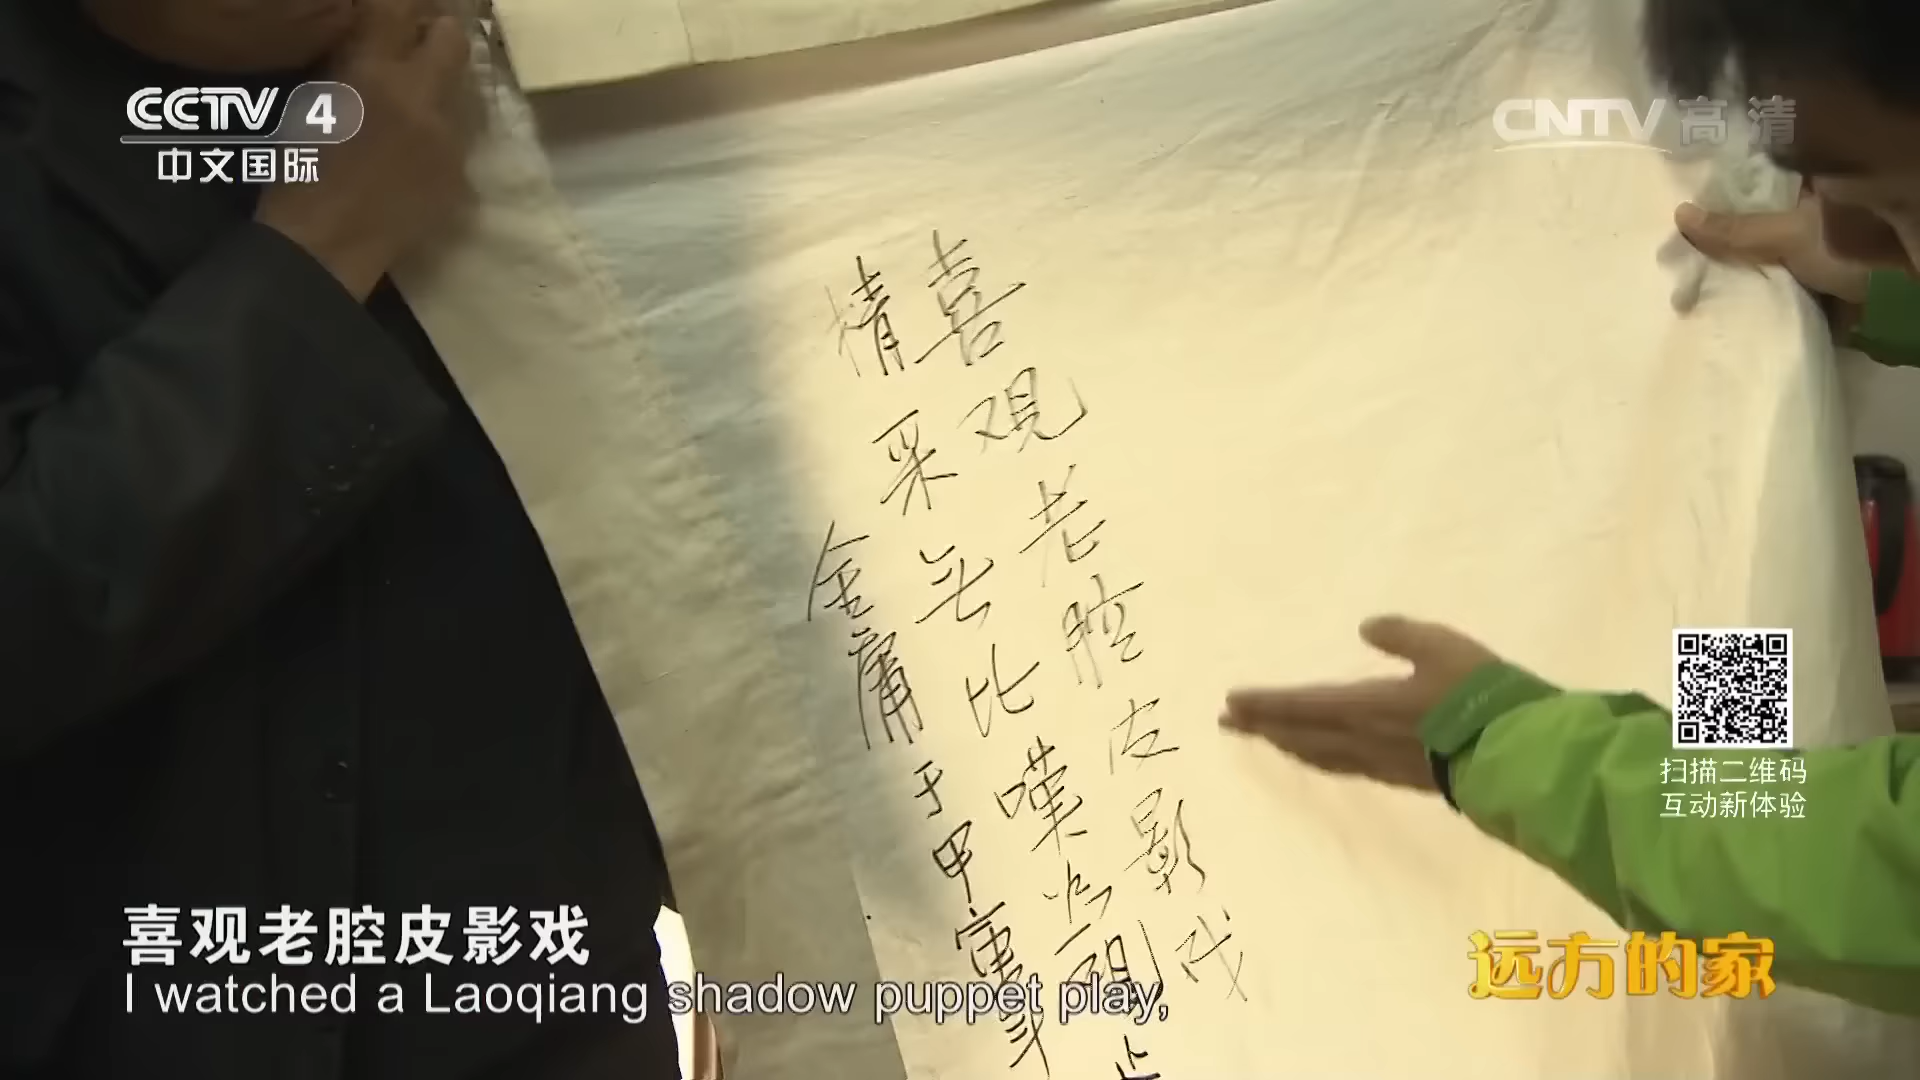 CCTV 4
中文国际
CNTV 高清
喜观老腔皮影戏
精采无比嘆为观止
金庸于甲
扫描二维码
互动新体验
喜观老腔皮影戏
I watched a Laoqiang shadow puppet play,
远方的家